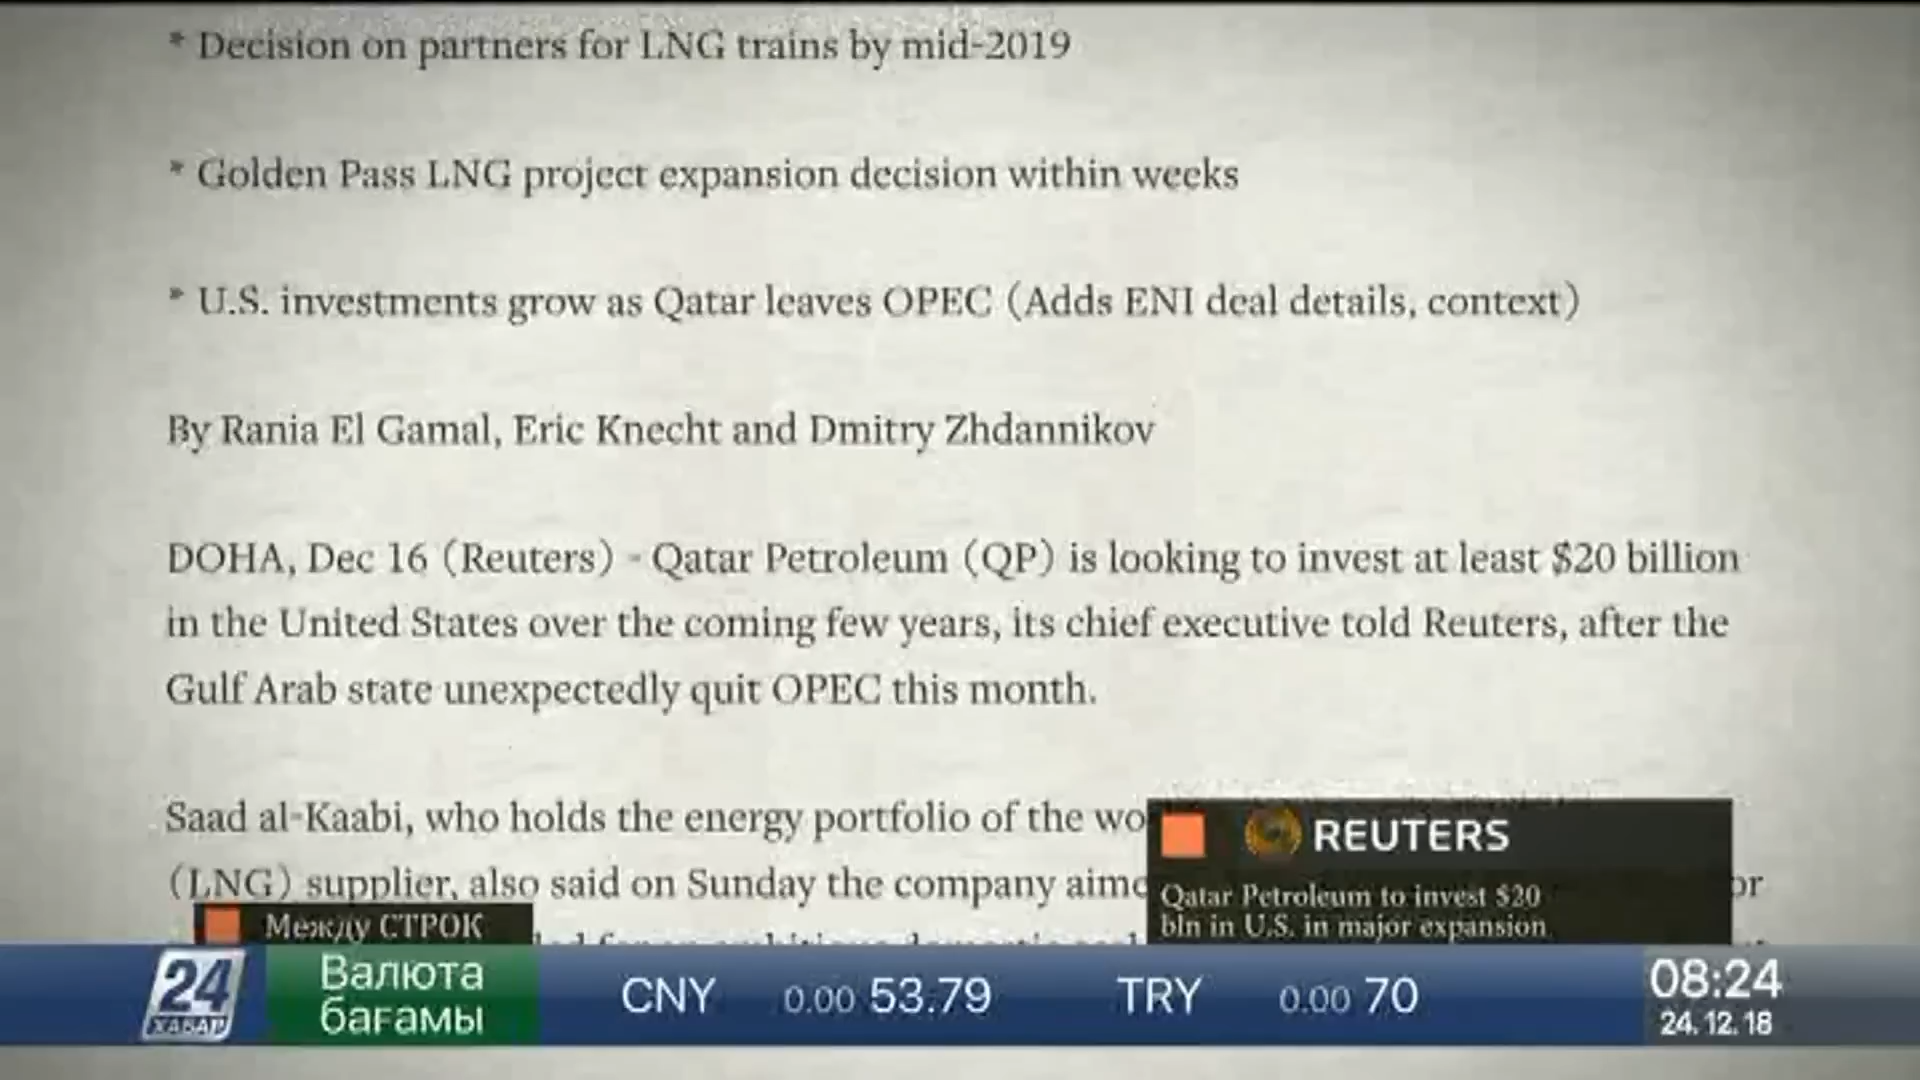 * Decision on partners for LNG trains by mid-2019
* Golden Pass LNG project expansion decision within weeks
* U.S. investments grow as Qatar leaves OPEC (Adds ENI deal details, context)
By Rania El Gamal, Eric Knecht and Dmitry Zhdannikov
DOHA, Dec 16 (Reuters) - Qatar Petroleum (QP) is looking to invest at least $20 billion
in the United States over the coming few years, its chief executive told Reuters, after the
Gulf Arab state unexpectedly quit OPEC this month.
Saad al-Kaabi, who holds the energy portfolio of the wo
(LNG) supplier, also said on Sunday the company aime
or
REUTERS
Qatar Petroleum to invest $20
bln in U.S. in major expansion
Между СТРОК
24
ХАБАР
Валюта
бағамы
CNY 0.00 53.79 TRY 0.00 70
08:24
24.12.18